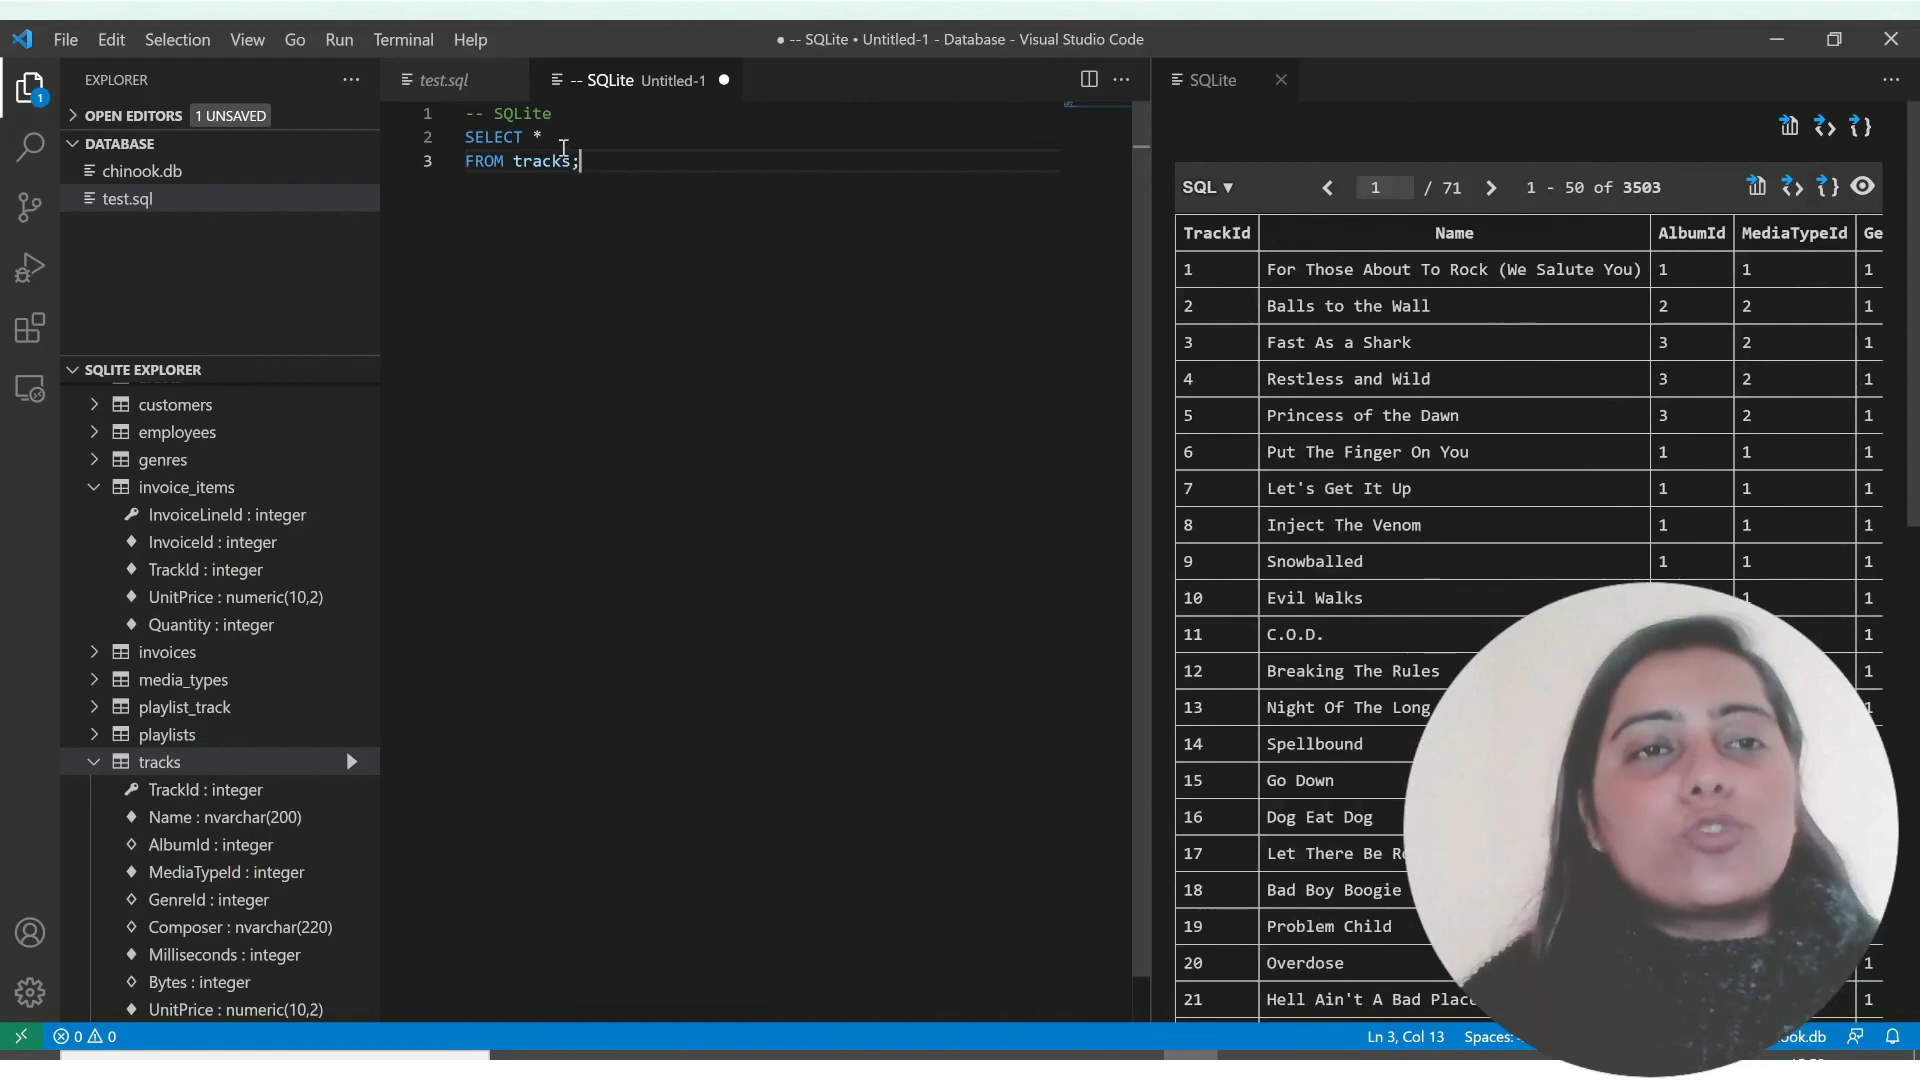 File Edit Selection View Go Run Terminal Help
● -- SQLite • Untitled-1 - Database - Visual Studio Code
EXPLORER
1
OPEN EDITORS 1 UNSAVED
DATABASE
chinook.db
test.sql
SQLITE EXPLORER
customers
employees
genres
invoice_items
InvoiceLineId : integer
InvoiceId : integer
TrackId : integer
UnitPrice : numeric(10,2)
Quantity : integer
invoices
media_types
playlist_track
playlists
tracks
TrackId : integer
Name : nvarchar(200)
AlbumId : integer
MediaTypeId : integer
GenreId : integer
Composer : nvarchar(220)
Milliseconds : integer
Bytes : integer
UnitPrice : numeric(10,2)
test.sql
-- SQLite Untitled-1
1 -- SQLite
2 SELECT *
3 FROM tracks;
SQLite
SQL ▼ 1 / 71 1 - 50 of 3503
TrackId Name AlbumId MediaTypeId Ge
1 For Those About To Rock (We Salute You) 1 1 1
2 Balls to the Wall 2 2 1
3 Fast As a Shark 3 2 1
4 Restless and Wild 3 2 1
5 Princess of the Dawn 3 2 1
6 Put The Finger On You 1 1 1
7 Let's Get It Up 1 1 1
8 Inject The Venom 1 1 1
9 Snowballed 1 1 1
10 Evil Walks 1 1
11 C.O.D. 1
12 Breaking The Rules 1
13 Night Of The Long 1
14 Spellbound
15 Go Down
16 Dog Eat Dog
17 Let There Be
18 Bad Boy Boogie
19 Problem Child
20 Overdose
21 Hell Ain't A Bad Place
0 0 Ln 3, Col 13 Spaces: ook.db